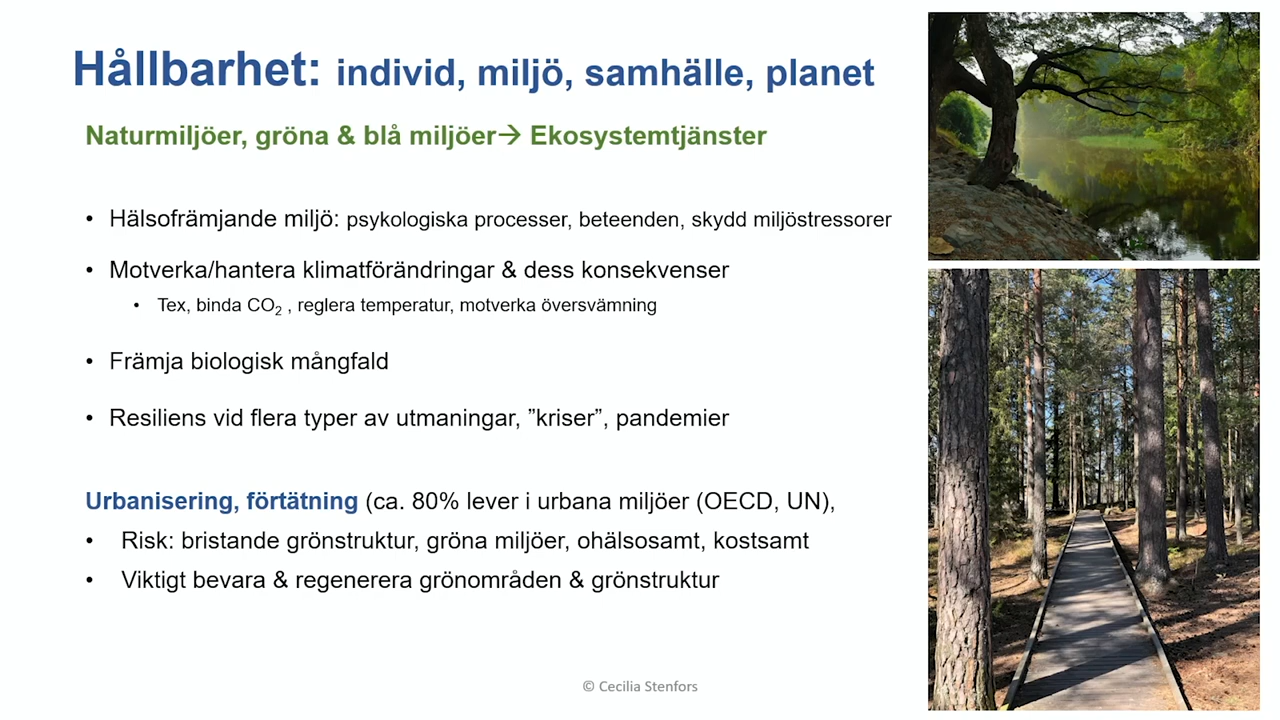 Hållbarhet: individ, miljö, samhälle, planet
Naturmiljöer, gröna & blå miljöer→ Ekosystemtjänster
• Hälsofrämjande miljö: psykologiska processer, beteenden, skydd miljöstressorer
• Motverka/hantera klimatförändringar & dess konsekvenser
• Tex, binda CO₂ , reglera temperatur, motverka översvämning
• Främja biologisk mångfald
• Resiliens vid flera typer av utmaningar, ”kriser”, pandemier
Urbanisering, förtätning (ca. 80% lever i urbana miljöer (OECD, UN),
• Risk: bristande grönstruktur, gröna miljöer, ohälsosamt, kostsamt
• Viktigt bevara & regenerera grönområden & grönstruktur
© Cecilia Stenfors